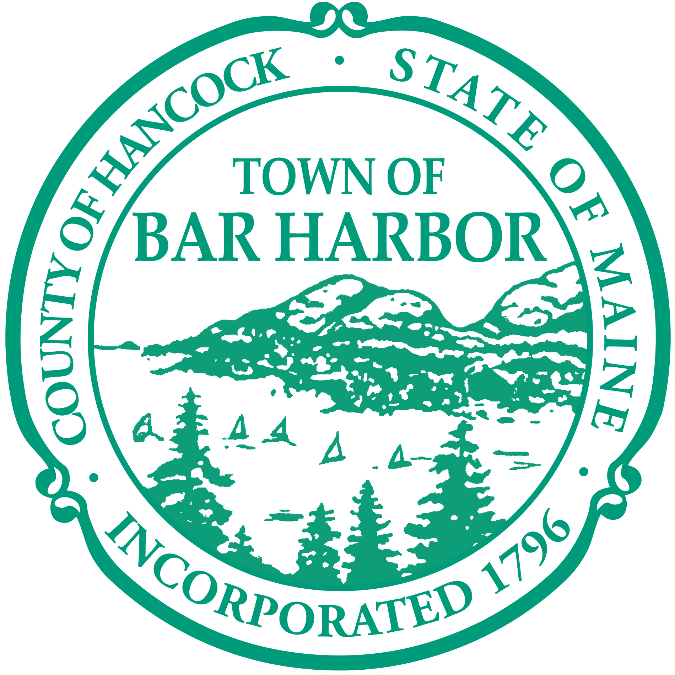 COUNTY OF HANCOCK · STATE OF MAINE
TOWN OF
BAR HARBOR
· INCORPORATED 1796 ·